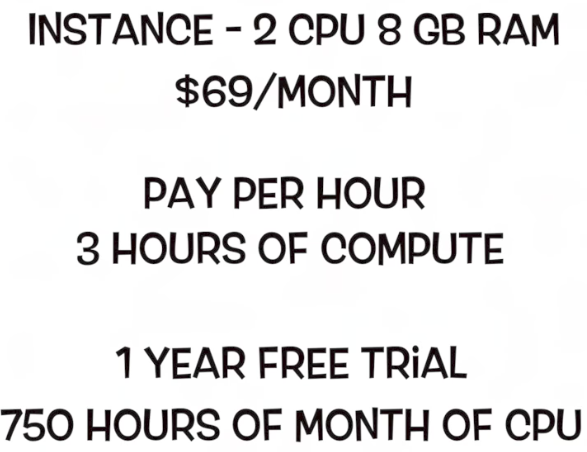 INSTANCE - 2 CPU 8 GB RAM
$69/MONTH
PAY PER HOUR
3 HOURS OF COMPUTE
1 YEAR FREE TRiAL
750 HOURS OF MONTH OF CPU